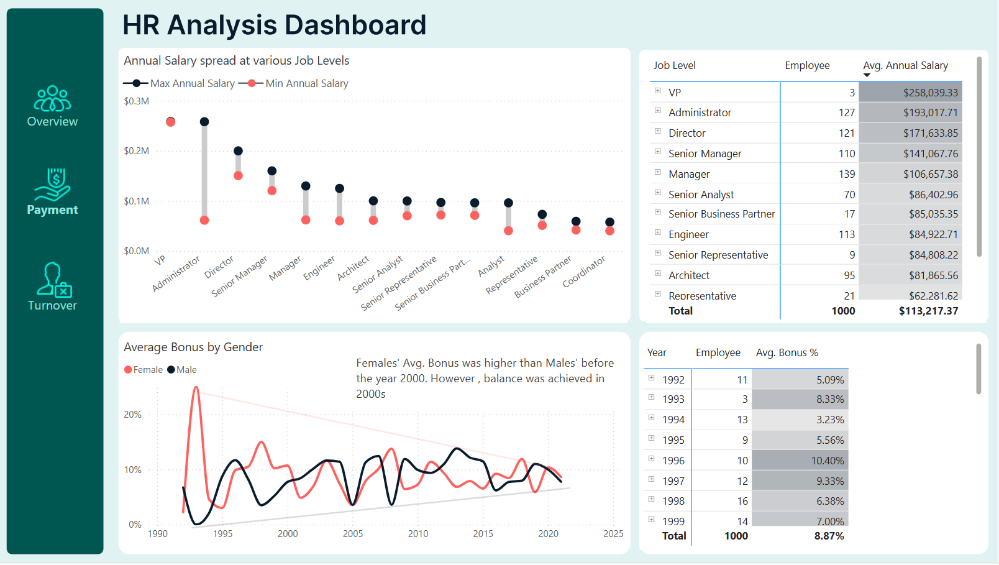 HR Analysis Dashboard
Overview
Payment
Turnover
Annual Salary spread at various Job Levels
Max Annual Salary Min Annual Salary
$0.3M
$0.2M
$0.1M
$0.0M
VP
Administrator
Director
Senior Manager
Manager
Engineer
Architect
Senior Analyst
Senior Representative
Senior Business Part...
Analyst
Representative
Business Partner
Coordinator
Job Level Employee Avg. Annual Salary
VP 3 $258,039.33
Administrator 127 $193,017.71
Director 121 $171,633.85
Senior Manager 110 $141,067.76
Manager 139 $106,657.38
Senior Analyst 70 $86,402.96
Senior Business Partner 17 $85,035.35
Engineer 113 $84,922.71
Senior Representative 9 $84,808.22
Architect 95 $81,865.56
Representative 21 $62,281.62
Total 1000 $113,217.37
Average Bonus by Gender
Female Male
Females' Avg. Bonus was higher than Males' before
the year 2000. However , balance was achieved in
2000s
20%
10%
0%
1990 1995 2000 2005 2010 2015 2020 2025
Year Employee Avg. Bonus %
1992 11 5.09%
1993 3 8.33%
1994 13 3.23%
1995 9 5.56%
1996 10 10.40%
1997 12 9.33%
1998 16 6.38%
1999 14 7.00%
Total 1000 8.87%